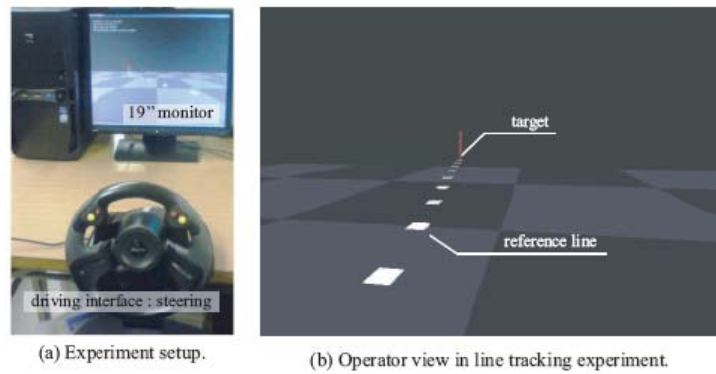 19” monitor
driving interface : steering
(a) Experiment setup.
target
reference line
(b) Operator view in line tracking experiment.